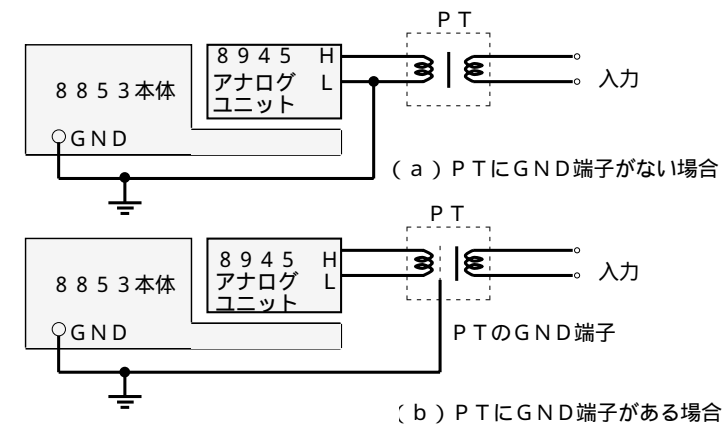 PT
8945 H
アナログ L
ユニット
入力
8853本体
GND
(a)PTにGND端子がない場合
PT
8945 H
アナログ L
ユニット
入力
8853本体
GND
PTのGND端子
(b)PTにGND端子がある場合